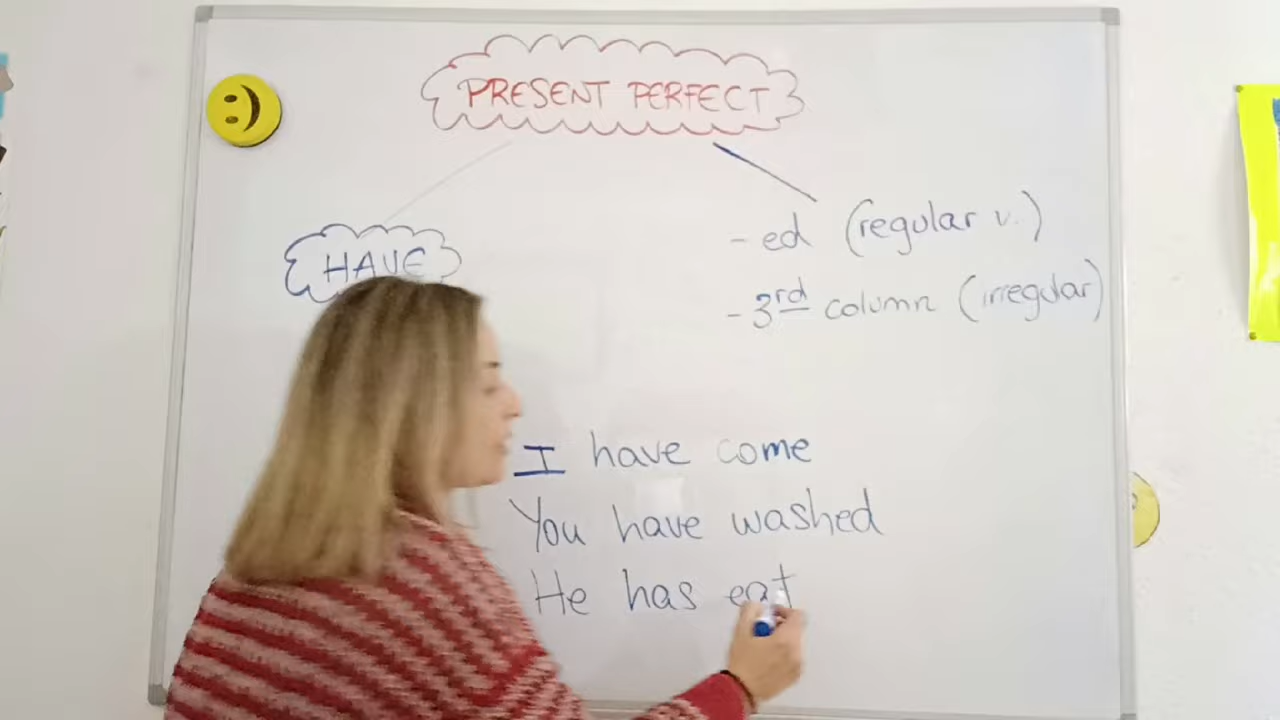 PRESENT PERFECT
HAVE
- ed (regular v.)
- 3rd column (irregular)
I have come
You have washed
He has eat